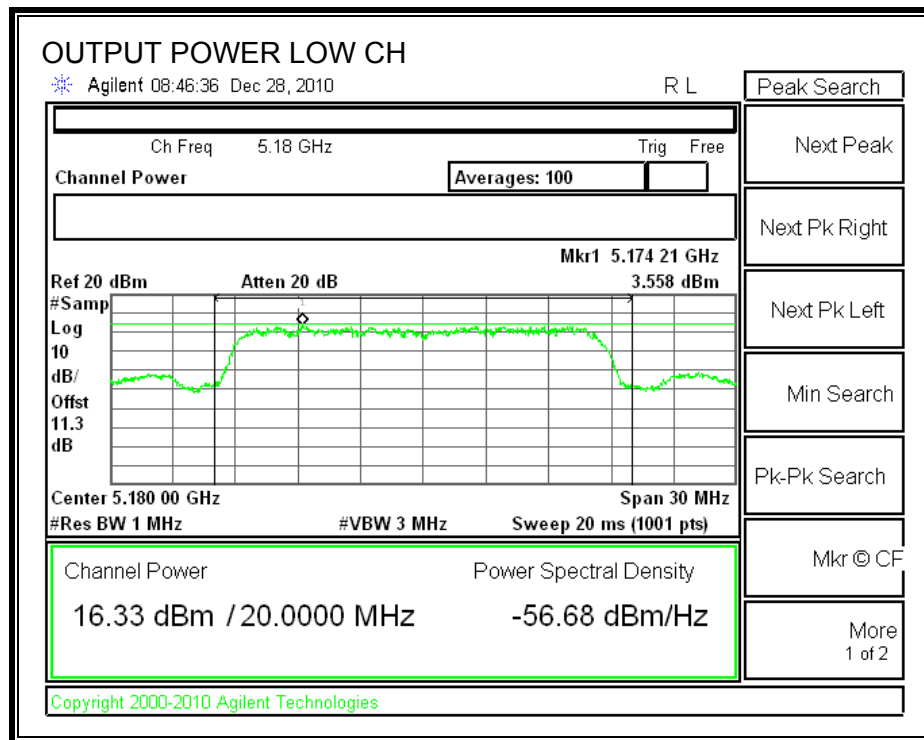 OUTPUT POWER LOW CH
Agilent 08:46:36 Dec 28, 2010 R L
Peak Search
Ch Freq 5.18 GHz Trig Free
Next Peak
Channel Power Averages: 100
Next Pk Right
Mkr1 5.174 21 GHz
Ref 20 dBm Atten 20 dB 3.558 dBm
#Samp
Log
10
dB/
Offst
11.3
dB
1
Next Pk Left
Min Search
Pk-Pk Search
Center 5.180 00 GHz Span 30 MHz
#Res BW 1 MHz #VBW 3 MHz Sweep 20 ms (1001 pts)
Mkr © CF
Channel Power Power Spectral Density
16.33 dBm / 20.0000 MHz -56.68 dBm/Hz
More
1 of 2
Copyright 2000-2010 Agilent Technologies